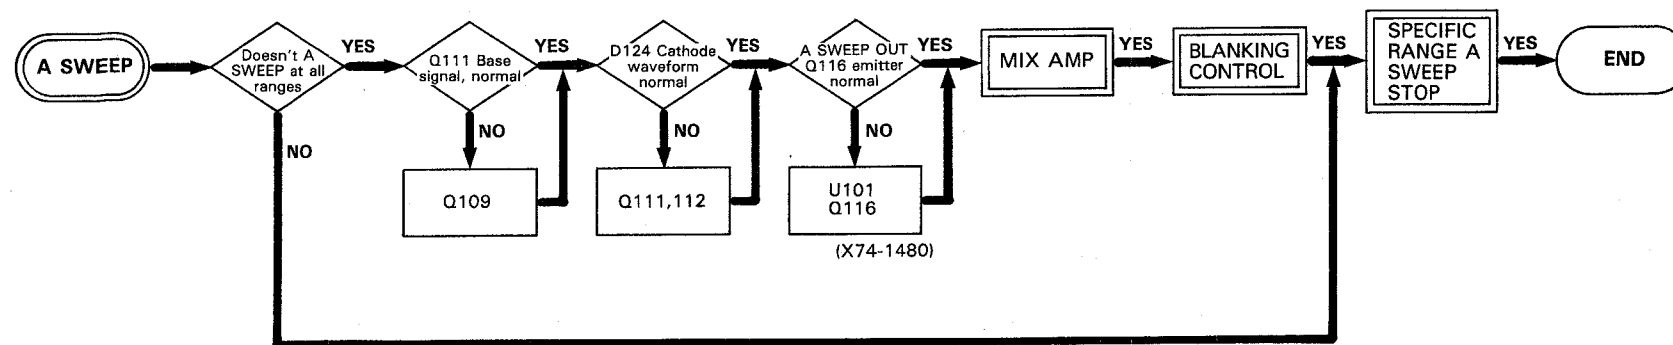 A SWEEP
Doesn't A
SWEEP at all
ranges
YES
NO
Q111 Base
signal, normal
YES
NO
Q109
D124 Cathode
waveform
normal
YES
NO
Q111,112
A SWEEP OUT
Q116 emitter
normal
YES
NO
U101
Q116
(X74-1480)
MIX AMP
YES
BLANKING
CONTROL
YES
SPECIFIC
RANGE A
SWEEP
STOP
YES
END